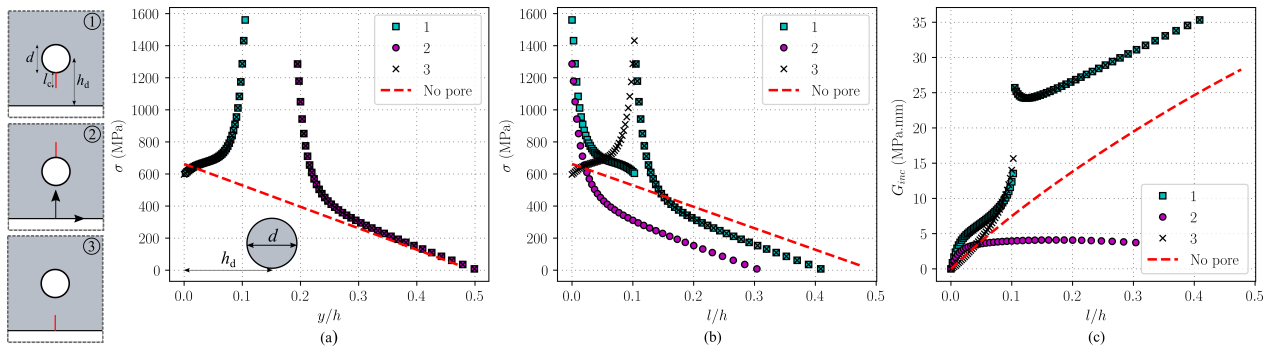 ①
d
l_c
h_d
②
③
σ (MPa)
1600
1400
1200
1000
800
600
400
200
0
1
2
3
No pore
d
h_d
0.0 0.1 0.2 0.3 0.4 0.5
y/h
(a)
σ (MPa)
1600
1400
1200
1000
800
600
400
200
0
1
2
3
No pore
0.0 0.1 0.2 0.3 0.4 0.5
l/h
(b)
G_inc (MPa.mm)
35
30
25
20
15
10
5
0
1
2
3
No pore
0.0 0.1 0.2 0.3 0.4 0.5
l/h
(c)